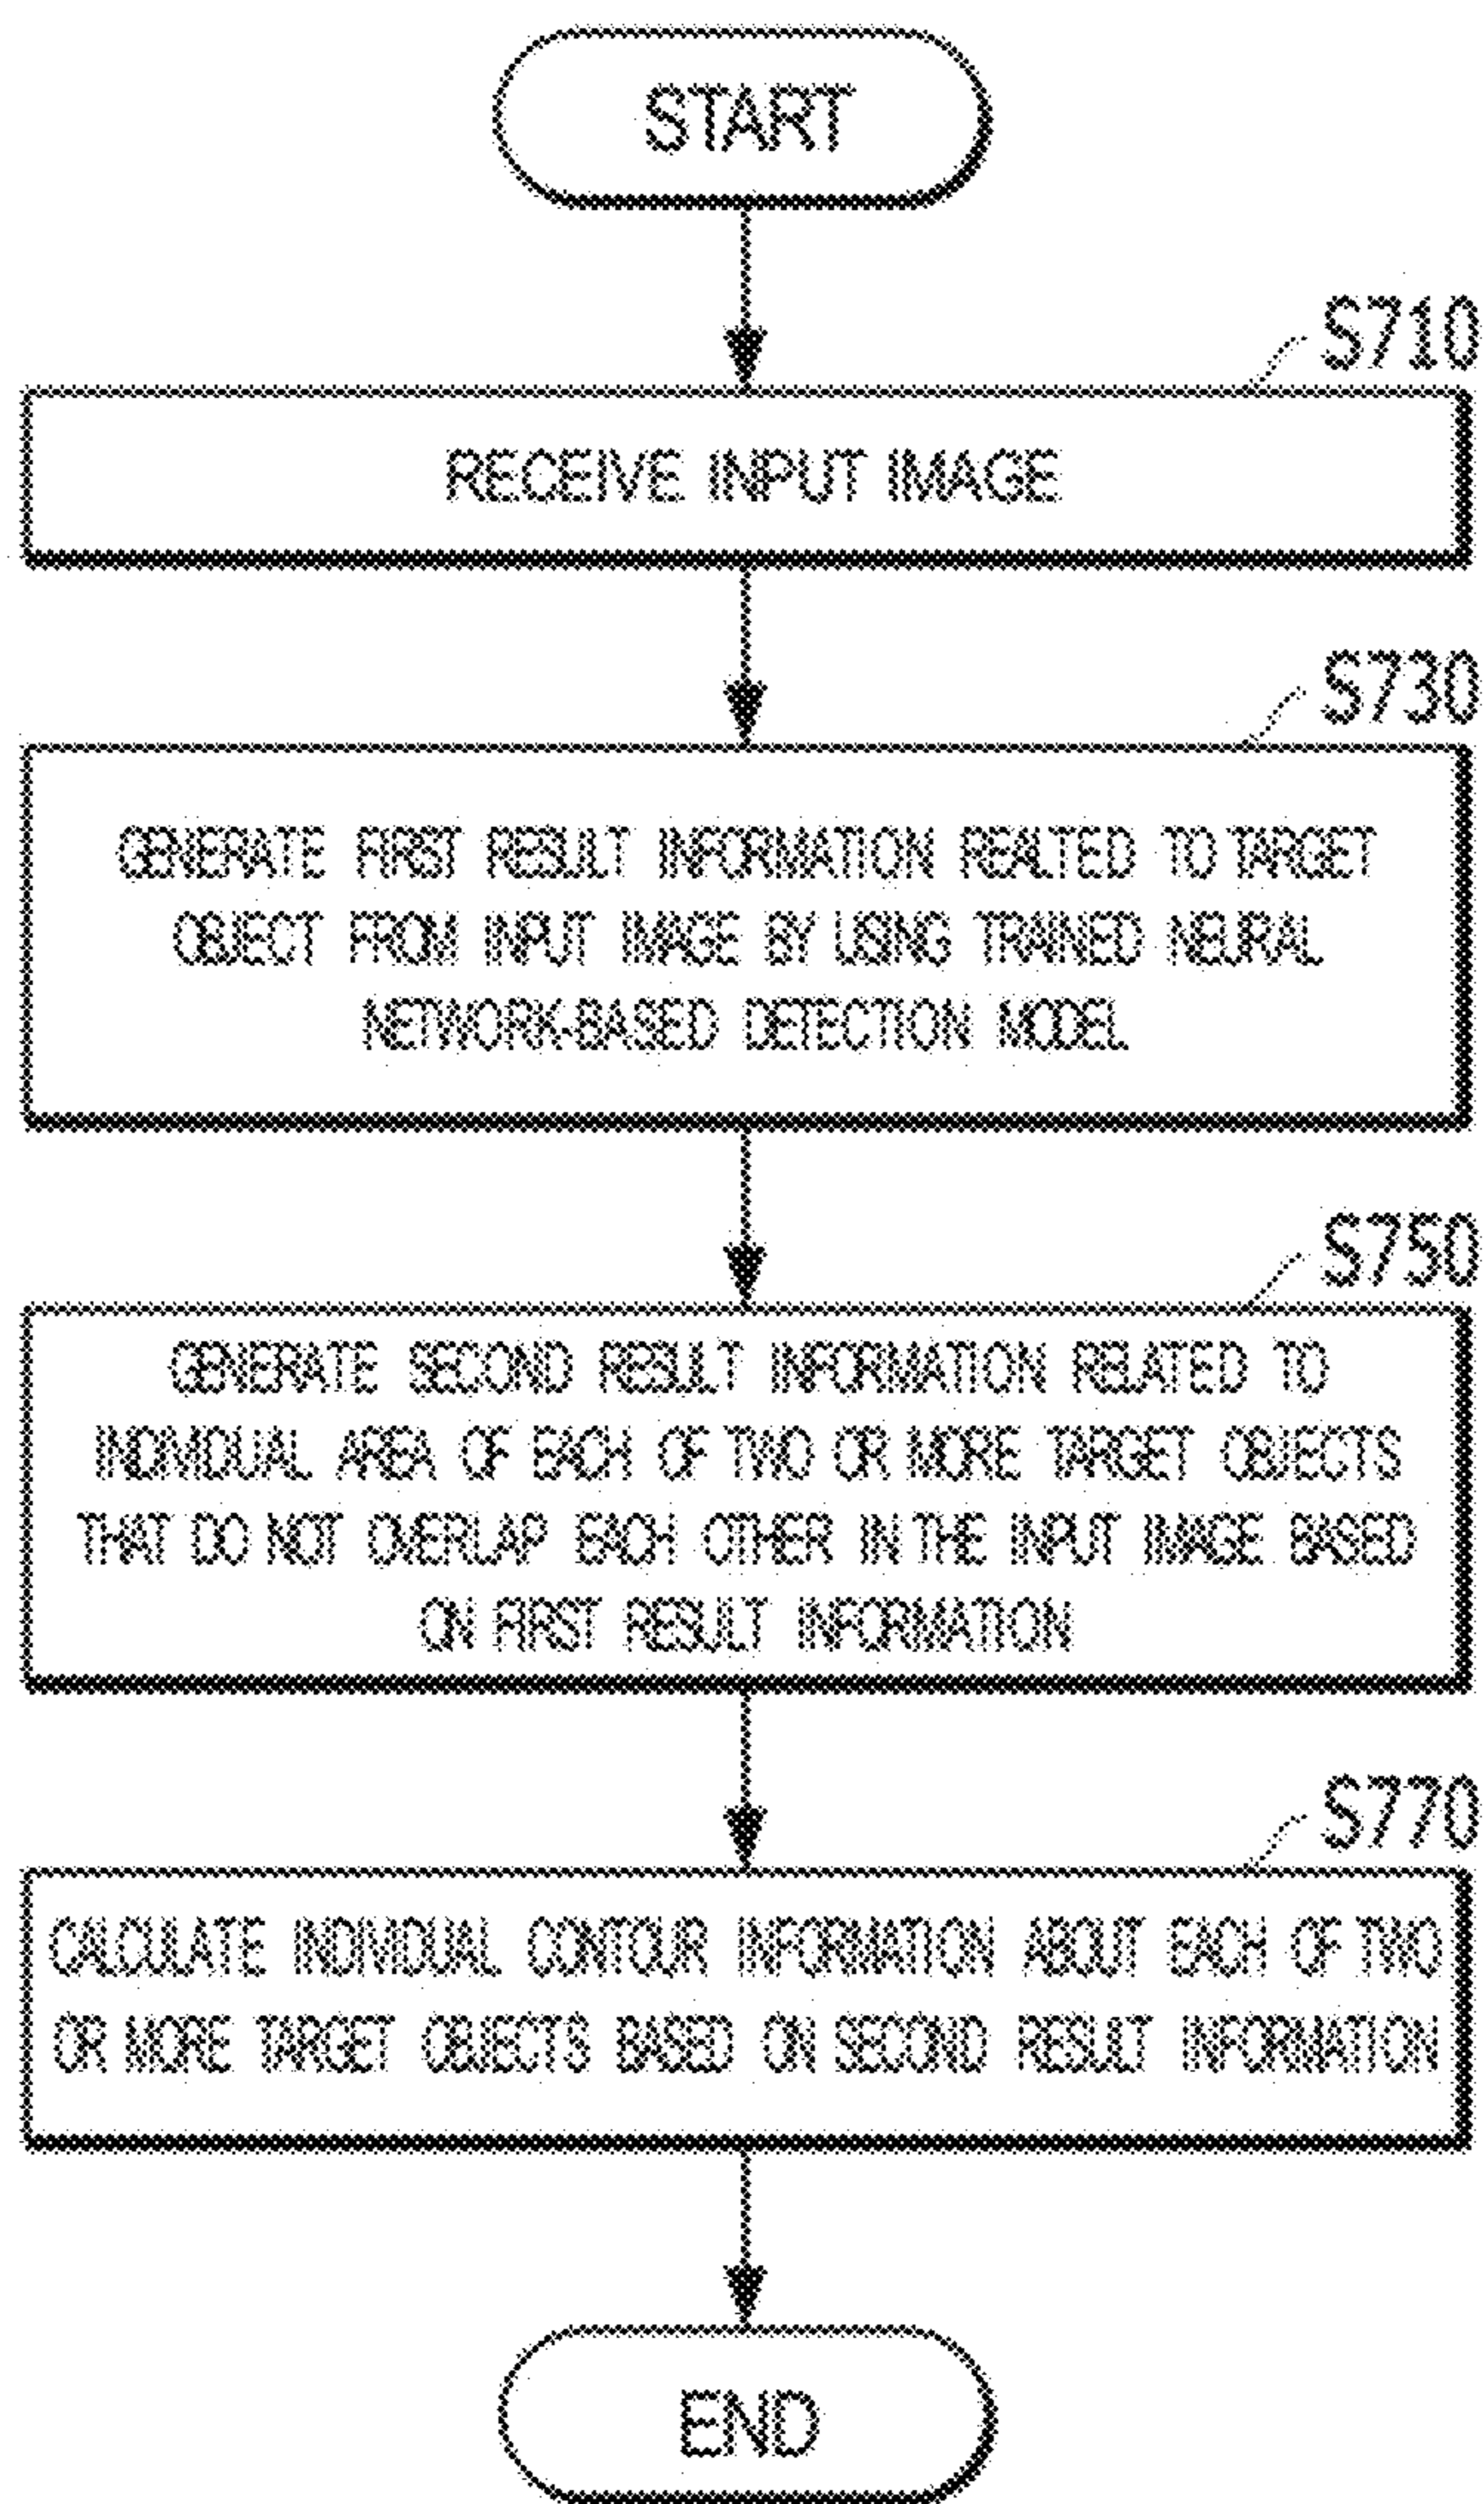 START
S710
RECEIVE INPUT IMAGE
S730
GENERATE FIRST RESULT INFORMATION REALTED TO TARGET
OBJECT FROM INPUT IMAGE BY USING TRAINED NEURAL
NETWORK-BASED DETECTION MODEL
S750
GENERATE SECOND RESULT INFORMATION RELATED TO
INDIVIDUAL AREA OF EACH OF TWO OR MORE TARGET OBJECTS
THAT DO NOT OVERLAP EACH OTHER IN THE INPUT IMAGE BASED
ON FIRST RESULT INFORMATION
S770
CALCULATE INDIVIDUAL CONTOUR INFORMATION ABOUT EACH OF TWO
OR MORE TARGET OBJECTS BASED ON SECOND RESULT INFORMATION
END